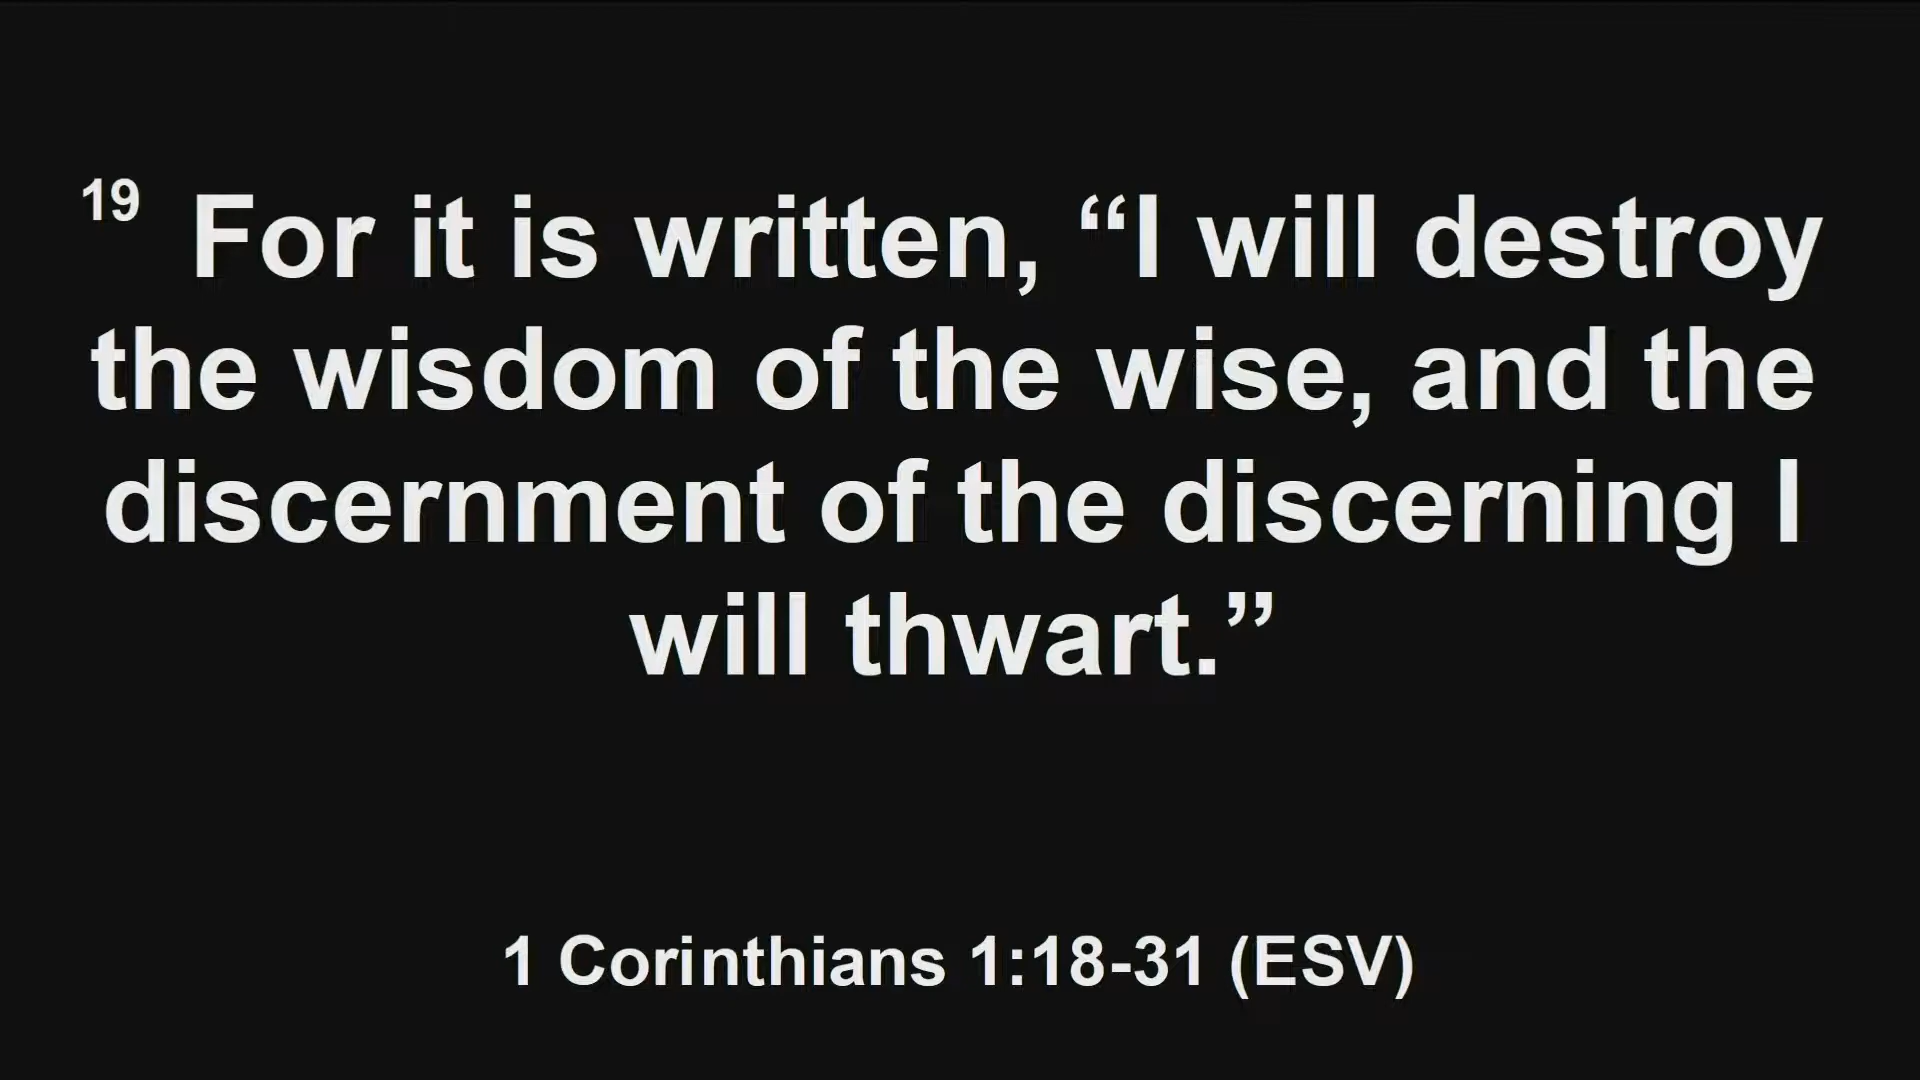 19 For it is written, “I will destroy
the wisdom of the wise, and the
discernment of the discerning I
will thwart.”
1 Corinthians 1:18-31 (ESV)